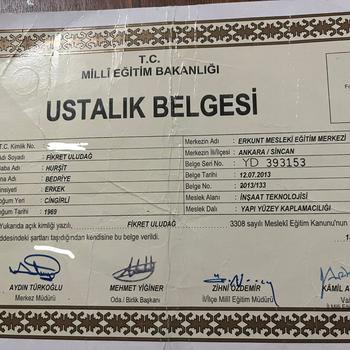 T.C.
MİLLÎ EĞİTİM BAKANLIĞI
USTALIK BELGESİ
T.C. Kimlik No.
Adı Soyadı : FİKRET ULUDAĞ
Baba Adı : HURŞİT
Ana Adı : BEDRİYE
Cinsiyeti : ERKEK
Doğum Yeri : CİNGİRLİ
Doğum Tarihi : 1969
Merkezin Adı : ERKUNT MESLEKİ EĞİTİM MERKEZİ
Merkezin İli/İlçesi : ANKARA / SİNCAN
Belge Seri No. : YD 393153
Belge Tarihi : 12.07.2013
Belge No. : 2013/133
Meslek Alanı : İNŞAAT TEKNOLOJİSİ
Meslek Dalı : YAPI YÜZEY KAPLAMACILIĞI
Yukarıda açık kimliği yazılı, FİKRET ULUDAĞ 3308 sayılı Meslekî Eğitim Kanunu'nun
maddesindeki şartları taşıdığından kendisine bu belge verildi.
AYDIN TÜRKOĞLU
Merkez Müdürü
MEHMET YİĞİNER
Oda/Birlik Başkanı
ZİHNİ ÖZDEMİR
İl/İlçe Millî Eğitim Müdürü
KAMİL A